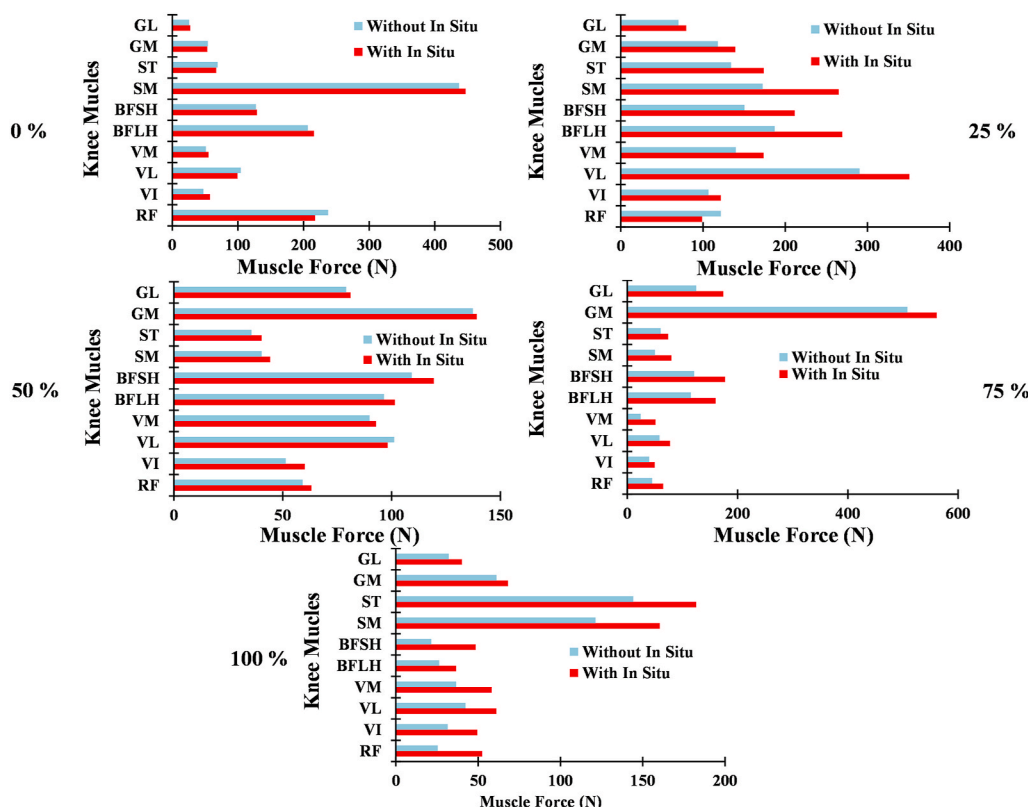 0 %
Knee Mucles
GL
GM
ST
SM
BFSH
BFLH
VM
VL
VI
RF
Without In Situ
With In Situ
0 100 200 300 400 500
Muscle Force (N)
25 %
Knee Mucles
GL
GM
ST
SM
BFSH
BFLH
VM
VL
VI
RF
Without In Situ
With In Situ
0 100 200 300 400
Muscle Force (N)
50 %
Knee Mucles
GL
GM
ST
SM
BFSH
BFLH
VM
VL
VI
RF
Without In Situ
With In Situ
0 50 100 150
Muscle Force (N)
75 %
Knee Mucles
GL
GM
ST
SM
BFSH
BFLH
VM
VL
VI
RF
Without In Situ
With In Situ
0 200 400 600
Muscle Force (N)
100 %
Knee Mucles
GL
GM
ST
SM
BFSH
BFLH
VM
VL
VI
RF
Without In Situ
With In Situ
0 50 100 150 200
Muscle Force (N)